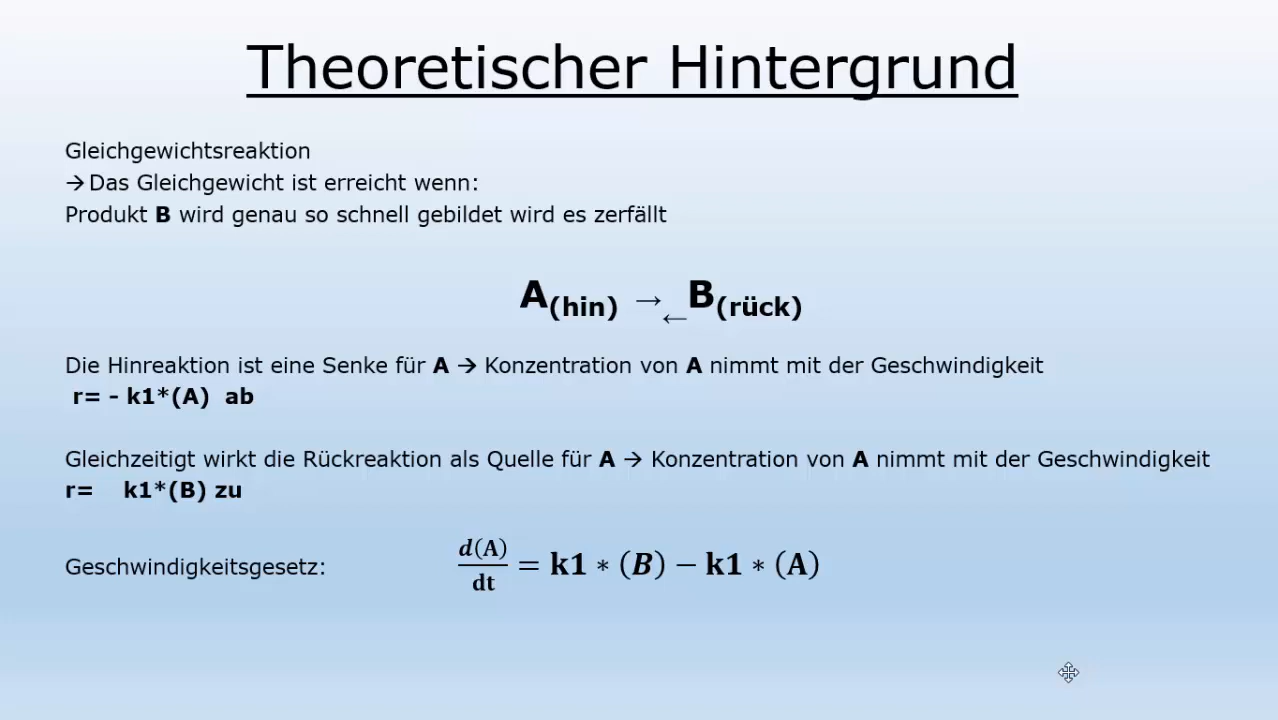 Theoretischer Hintergrund
Gleichgewichtsreaktion
→ Das Gleichgewicht ist erreicht wenn:
Produkt B wird genau so schnell gebildet wird es zerfällt
A(hin) →← B(rück)
Die Hinreaktion ist eine Senke für A → Konzentration von A nimmt mit der Geschwindigkeit
r= - k1*(A) ab
Gleichzeitigt wirkt die Rückreaktion als Quelle für A → Konzentration von A nimmt mit der Geschwindigkeit
r= k1*(B) zu
Geschwindigkeitsgesetz: d(A)/dt = k1 * (B) − k1 * (A)